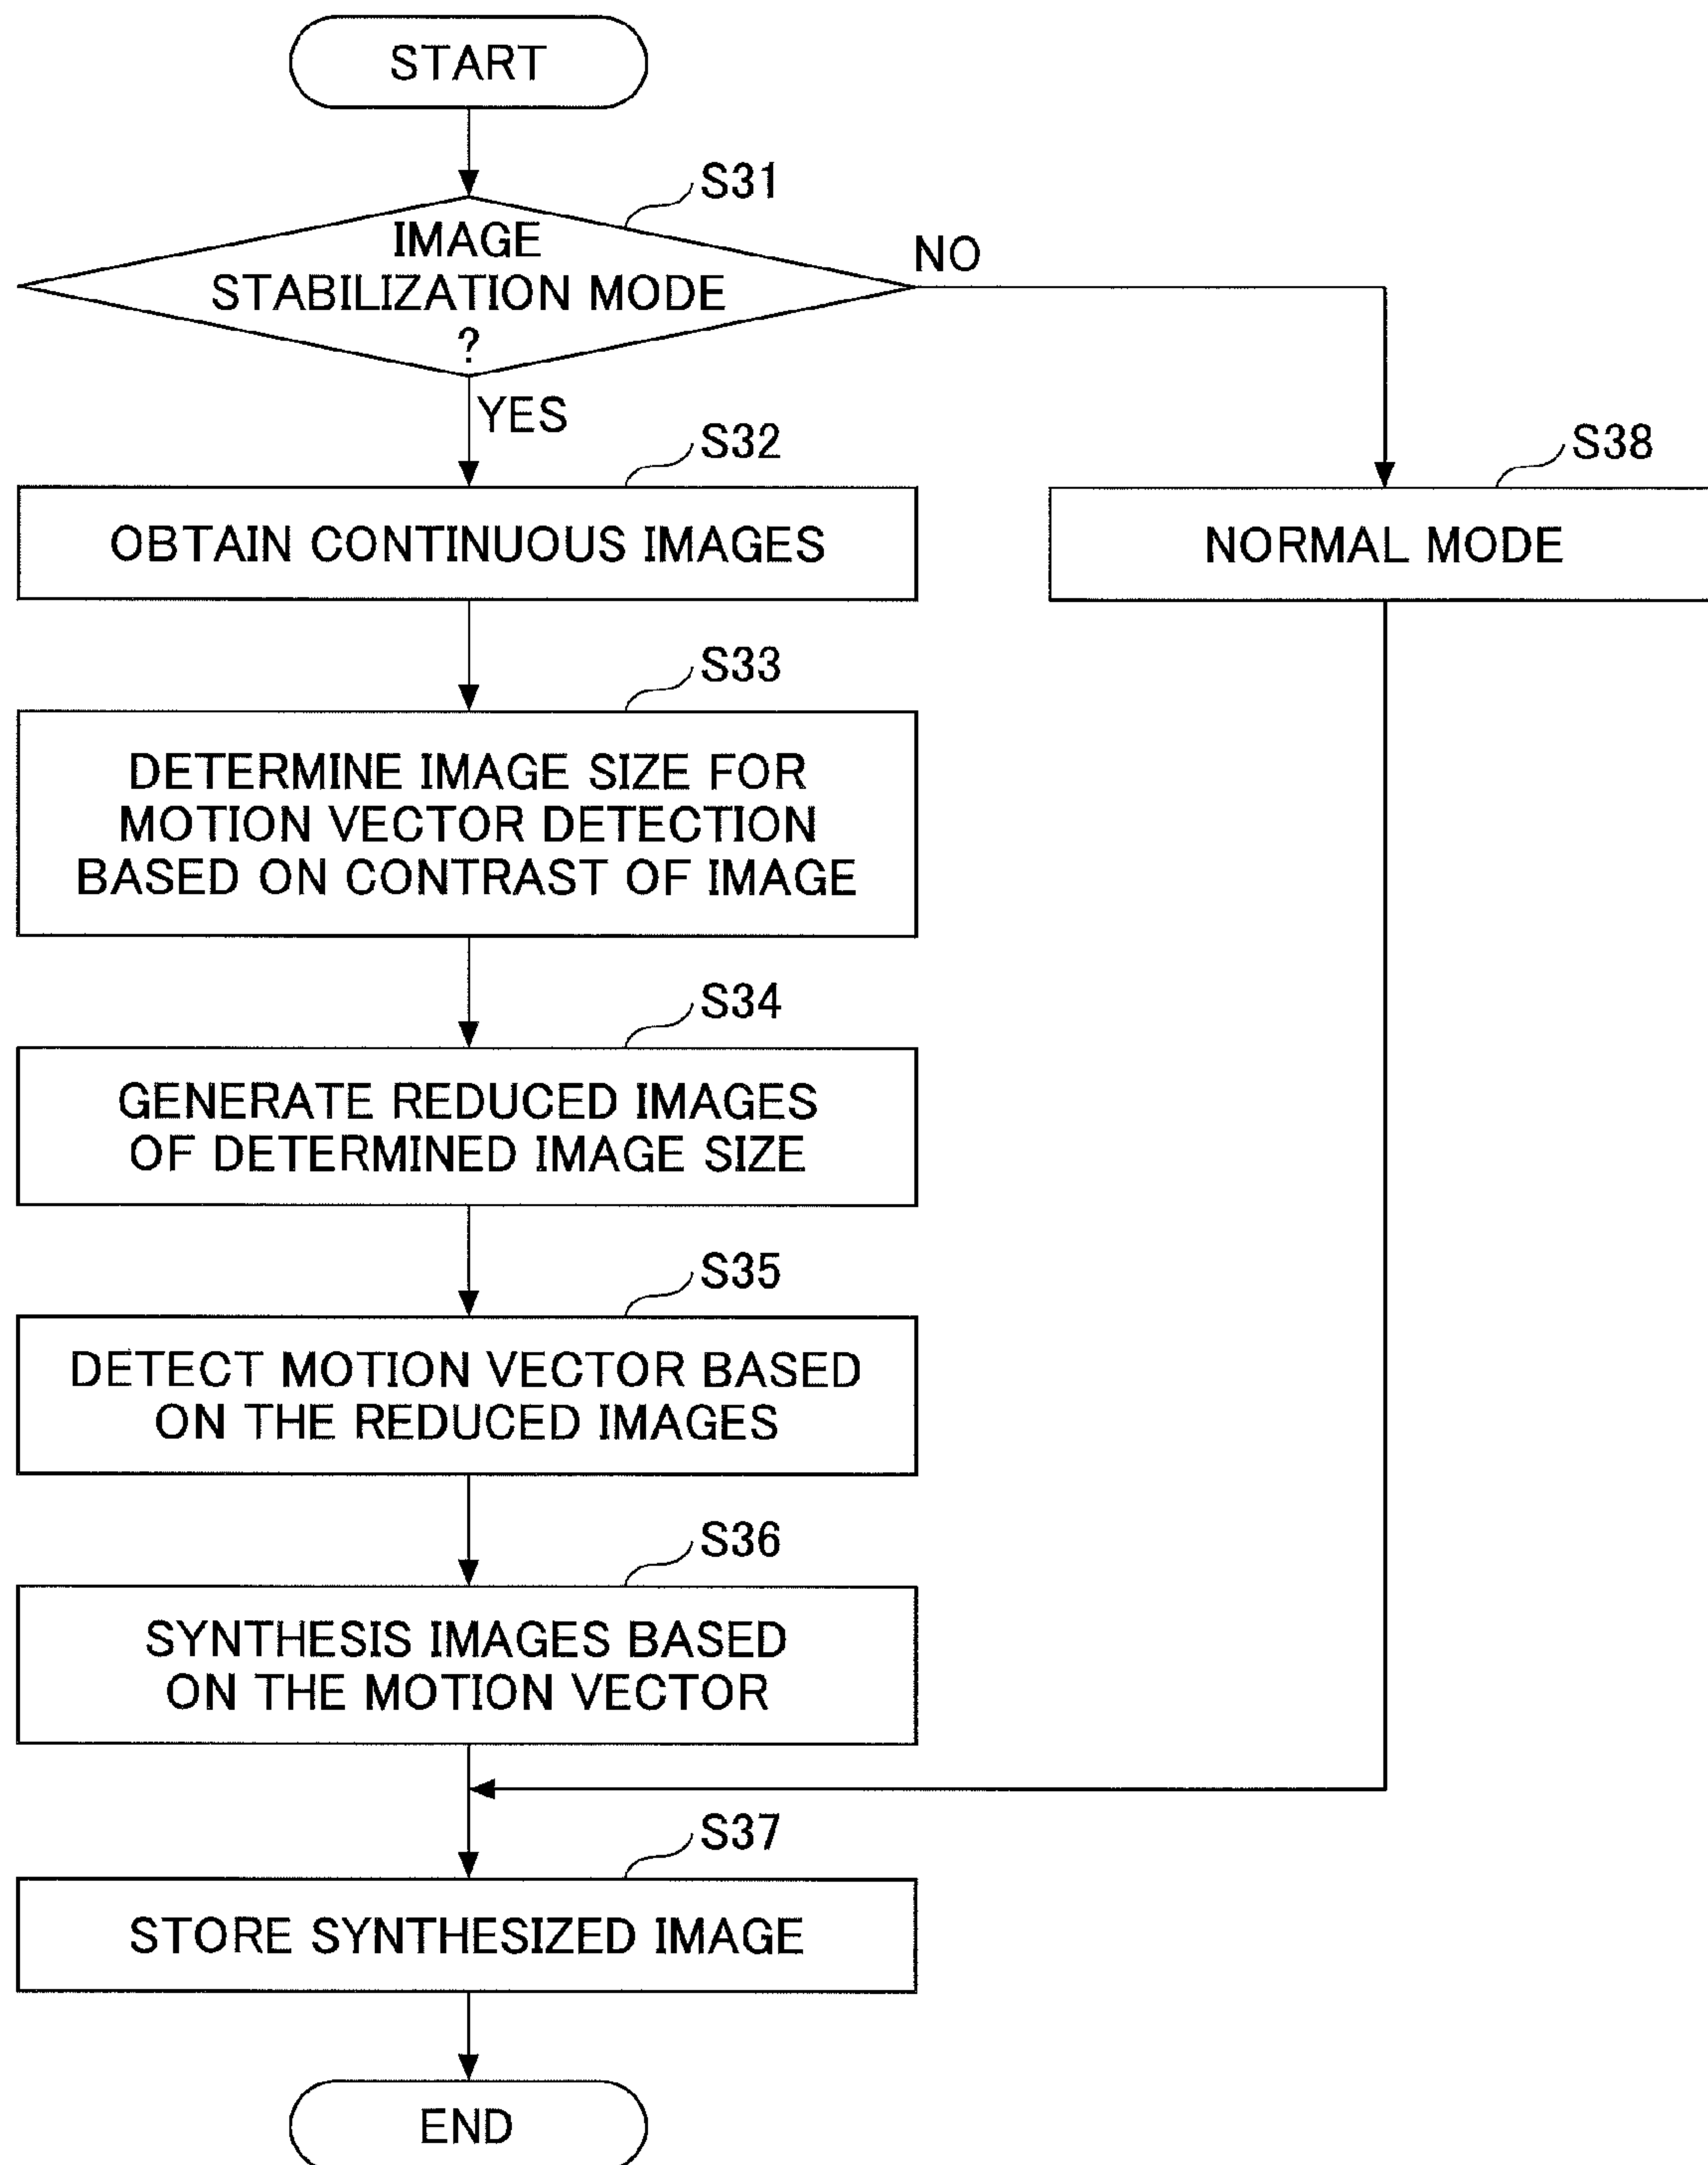 START
S31
IMAGE
STABILIZATION MODE
?
NO
YES
S32
OBTAIN CONTINUOUS IMAGES
S38
NORMAL MODE
S33
DETERMINE IMAGE SIZE FOR
MOTION VECTOR DETECTION
BASED ON CONTRAST OF IMAGE
S34
GENERATE REDUCED IMAGES
OF DETERMINED IMAGE SIZE
S35
DETECT MOTION VECTOR BASED
ON THE REDUCED IMAGES
S36
SYNTHESIS IMAGES BASED
ON THE MOTION VECTOR
S37
STORE SYNTHESIZED IMAGE
END